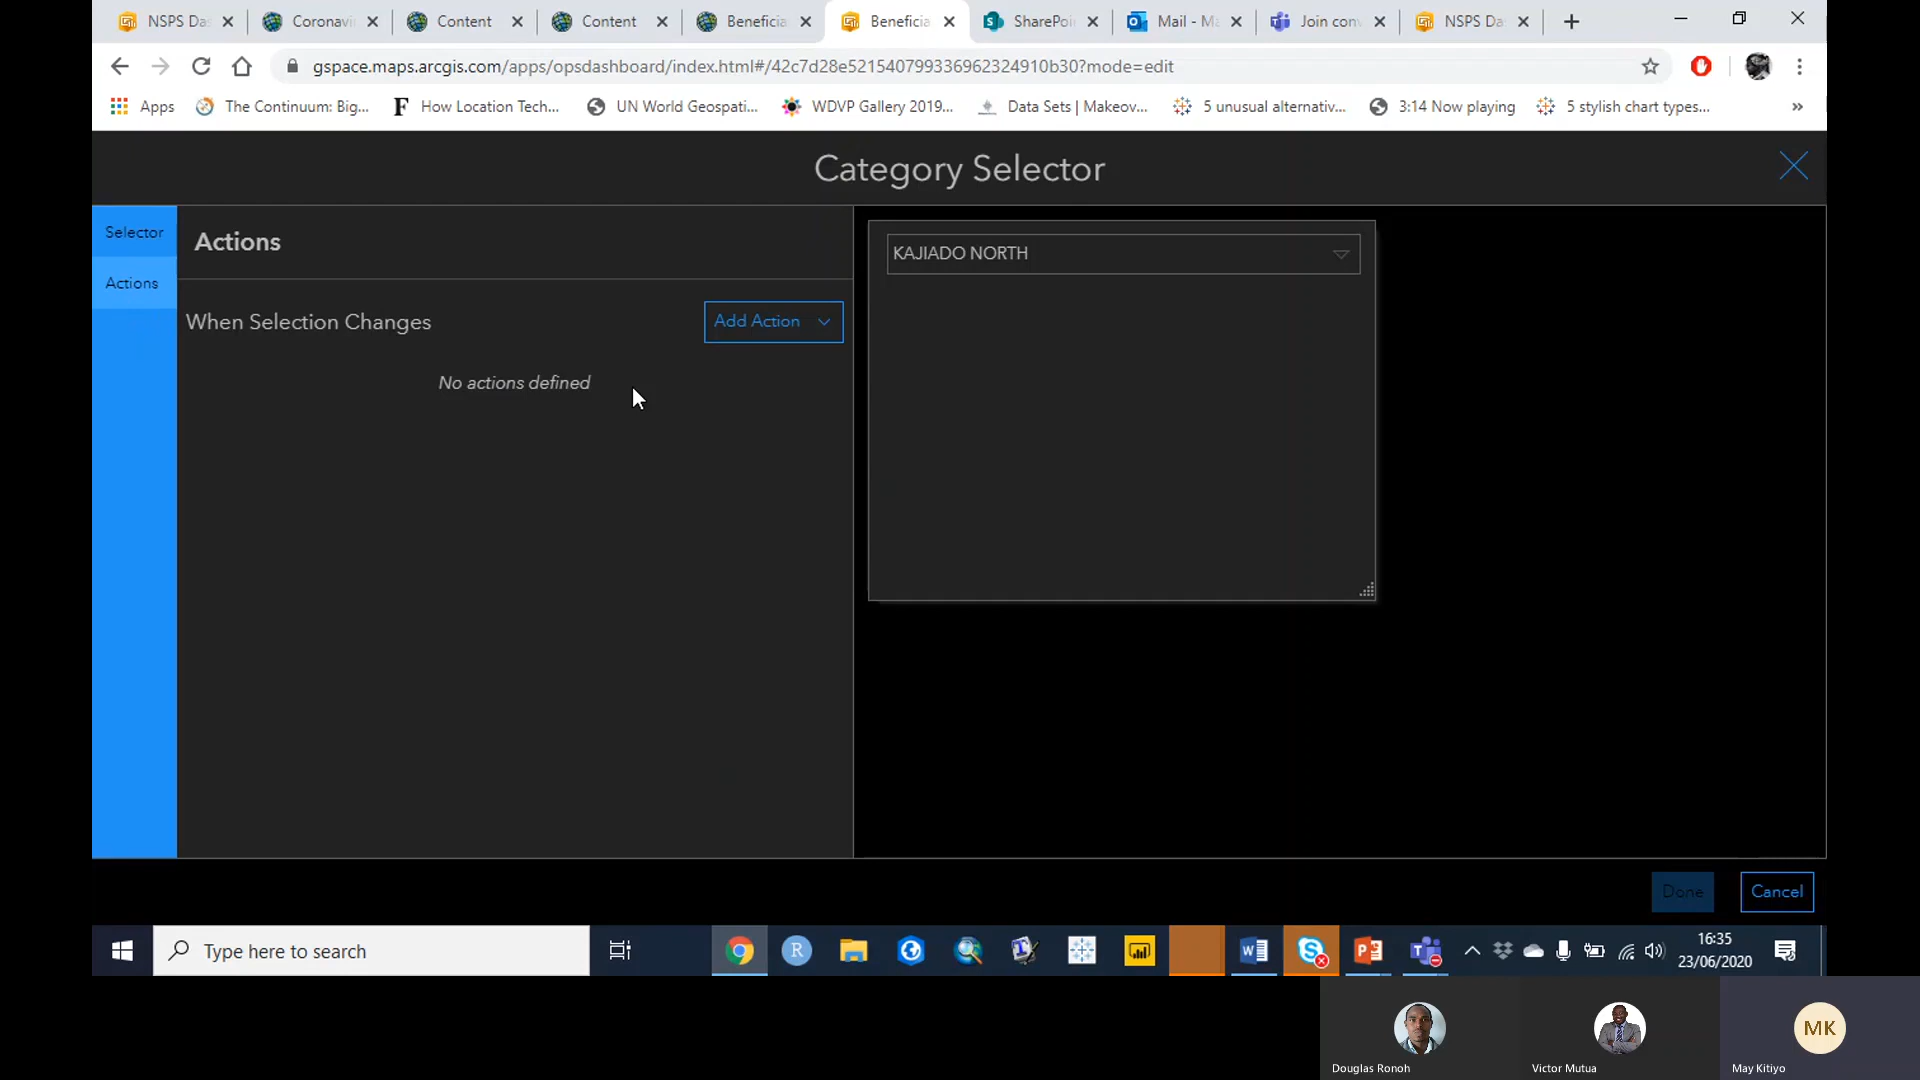 NSPS Da
Coronavi
Content
Content
Beneficia
Beneficia
SharePoi
Mail - M
Join con
NSPS Da
gspace.maps.arcgis.com/apps/opsdashboard/index.html#/42c7d28e521540799336962324910b30?mode=edit
Apps
The Continuum: Big...
How Location Tech...
UN World Geospati...
WDVP Gallery 2019...
Data Sets | Makeov...
5 unusual alternativ...
3:14 Now playing
5 stylish chart types...
»
Category Selector
Selector
Actions
Actions
When Selection Changes
Add Action
No actions defined
KAJIADO NORTH
Done
Cancel
Type here to search
16:35
23/06/2020
MK
Douglas Ronoh
Victor Mutua
May Kitiyo